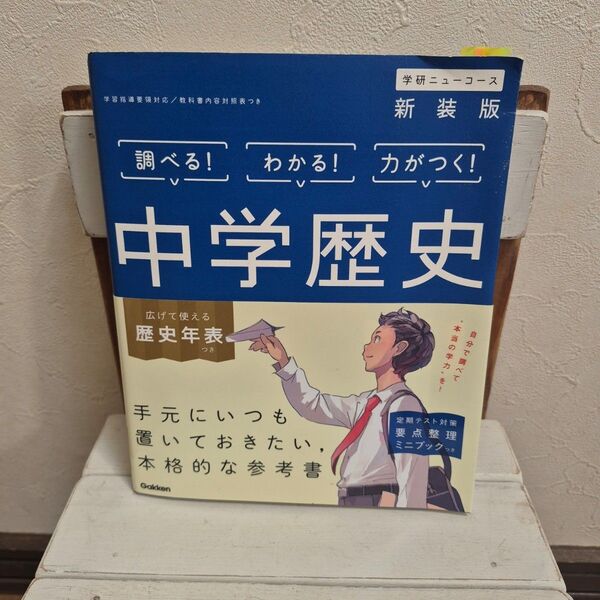 学研ニューコース
新装版
学習指導要領対応/教科書内容対照表つき
調べる!
わかる!
力がつく!
中学歴史
広げて使える
歴史年表
つき
自分で調べて
"本当の学力"を!
手元にいつも
置いておきたい,
本格的な参考書
定期テスト対策
要点整理
ミニブックつき
Gakken